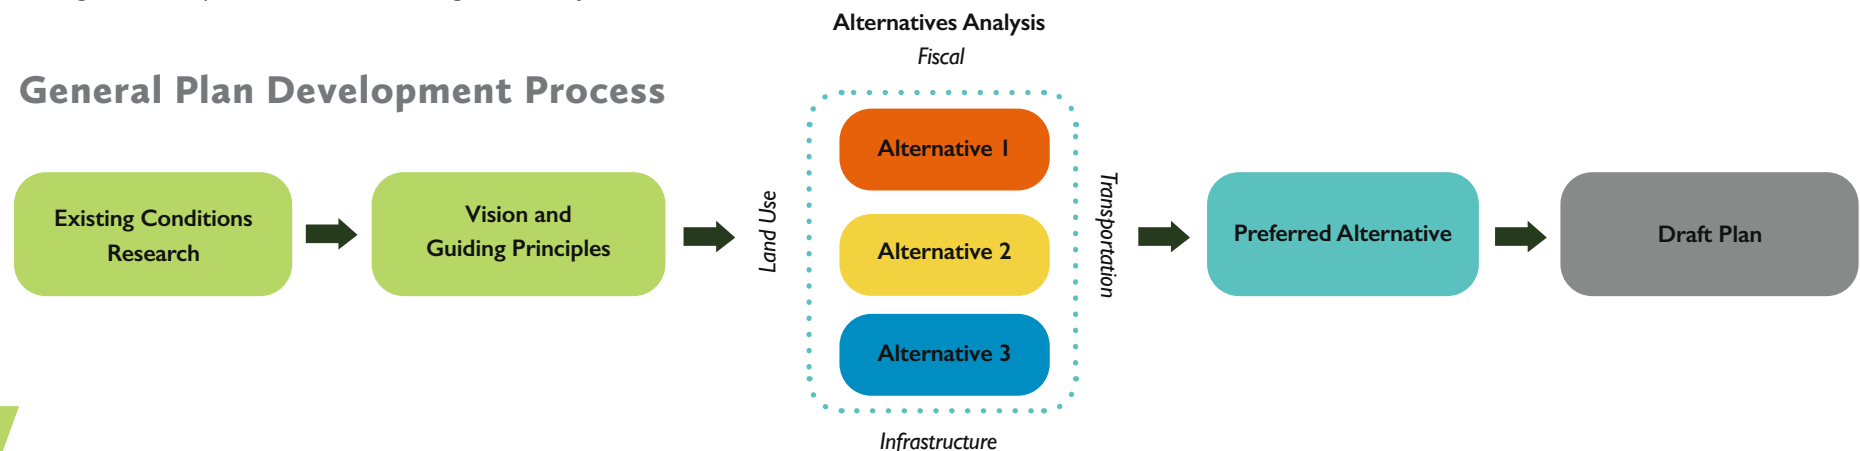 Alternatives Analysis
Fiscal
General Plan Development Process
Existing Conditions
Research
Vision and
Guiding Principles
Land Use
Alternative 1
Alternative 2
Alternative 3
Transportation
Infrastructure
Preferred Alternative
Draft Plan